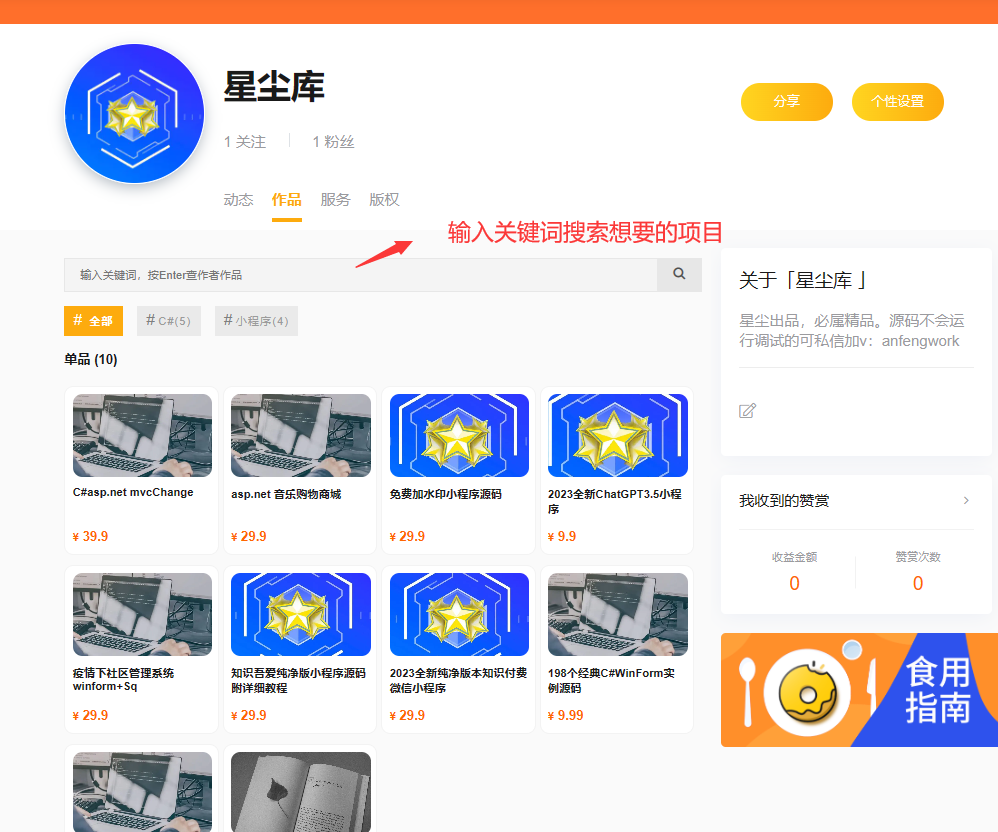 星尘库
分享
个性设置
1 关注
1 粉丝
动态
作品
服务
版权
输入关键词搜索想要的项目
输入关键词，按Enter查作者作品
# 全部
# C#(5)
# 小程序(4)
单品 (10)
C#asp.net mvcChange
¥ 39.9
asp.net 音乐购物商城
¥ 29.9
免费加水印小程序源码
¥ 29.9
2023全新ChatGPT3.5小程
序
¥ 9.9
疫情下社区管理系统
winform+Sq
¥ 29.9
知识吾爱纯净版小程序源码
附详细教程
¥ 29.9
2023全新纯净版本知识付费
微信小程序
¥ 29.9
198个经典C#WinForm实
例源码
¥ 9.99
关于「星尘库 」
星尘出品，必属精品。源码不会运
行调试的可私信加v：anfengwork
我收到的赞赏
收益金额
赞赏次数
0
0
食用
指南